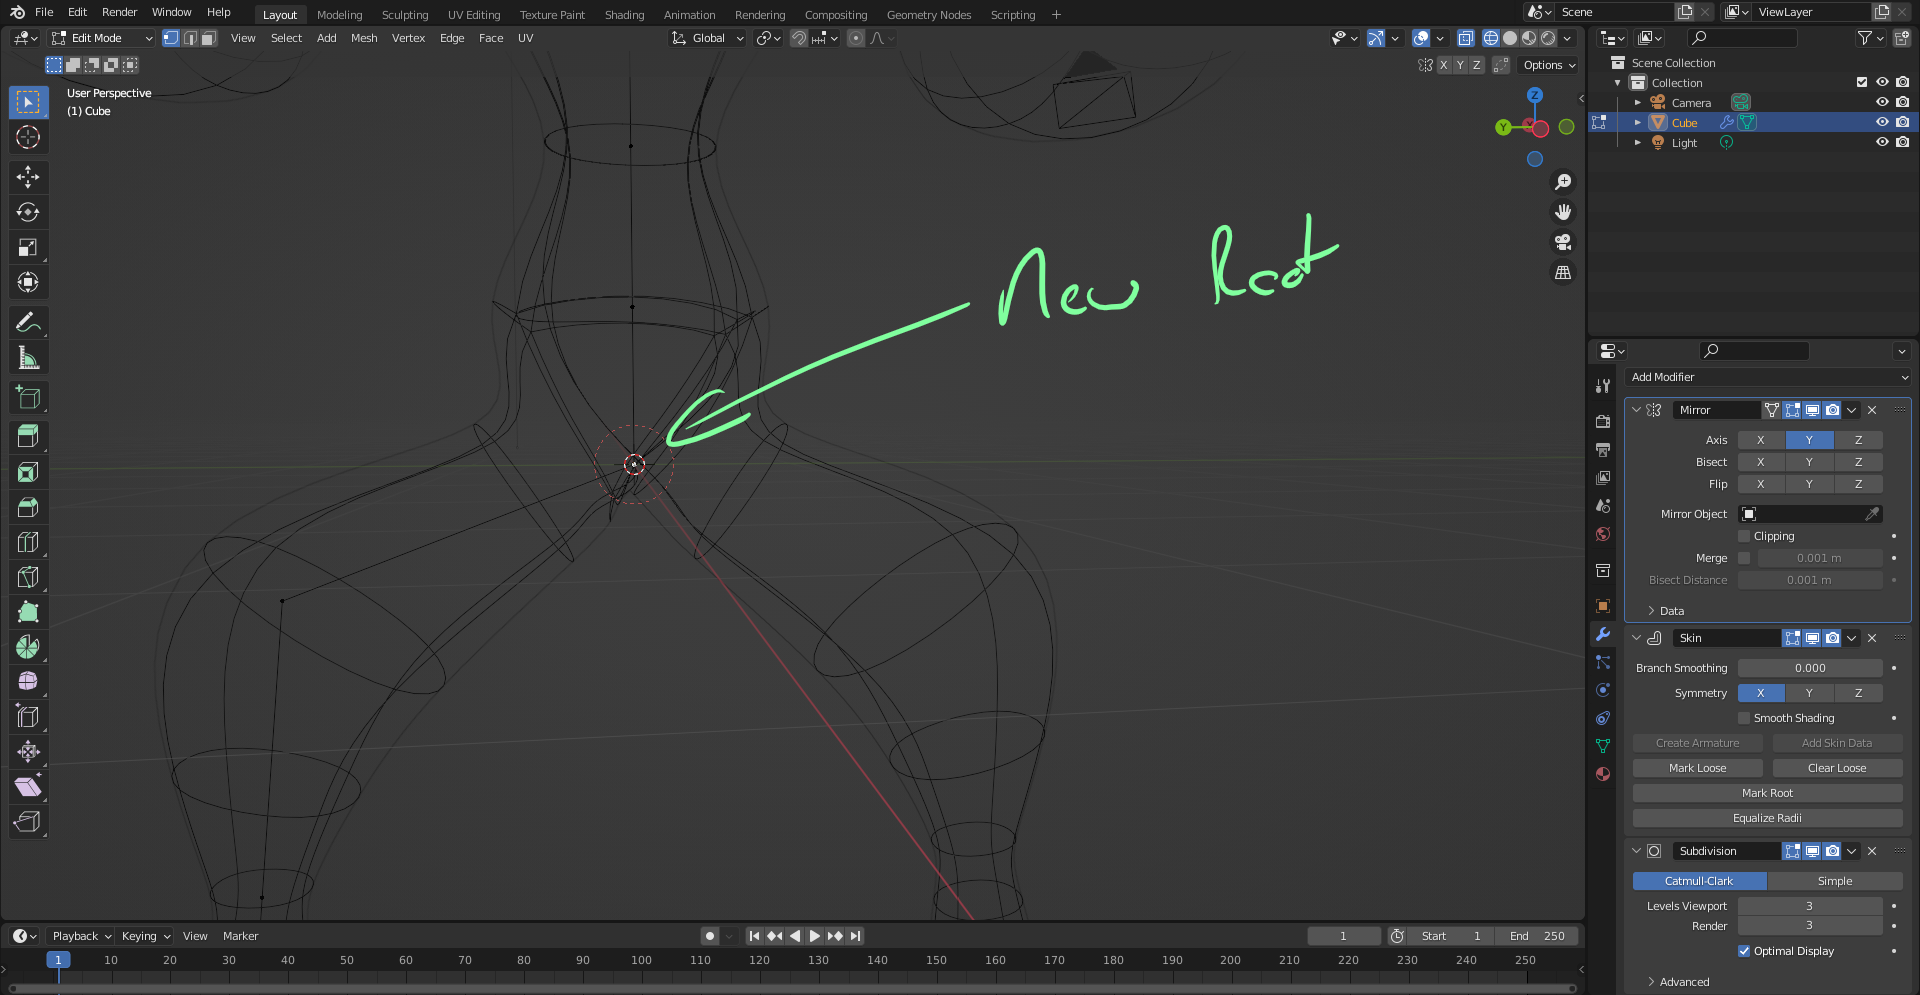 File Edit Render Window Help Layout Modeling Sculpting UV Editing Texture Paint Shading Animation Rendering Compositing Geometry Nodes Scripting + Scene ViewLayer
Edit Mode View Select Add Mesh Vertex Edge Face UV Global
X Y Z Options
User Perspective
(1) Cube
Z
Y
New Root
Scene Collection
Collection
Camera
Cube
Light
Add Modifier
Mirror
Axis X Y Z
Bisect X Y Z
Flip X Y Z
Mirror Object
Clipping
Merge 0.001 m
Bisect Distance 0.001 m
Data
Skin
Branch Smoothing 0.000
Symmetry X Y Z
Smooth Shading
Create Armature Add Skin Data
Mark Loose Clear Loose
Mark Root
Equalize Radii
Subdivision
Catmull-Clark Simple
Levels Viewport 3
Render 3
Optimal Display
Advanced
Playback Keying View Marker 1 Start 1 End 250
1 10 20 30 40 50 60 70 80 90 100 110 120 130 140 150 160 170 180 190 200 210 220 230 240 250